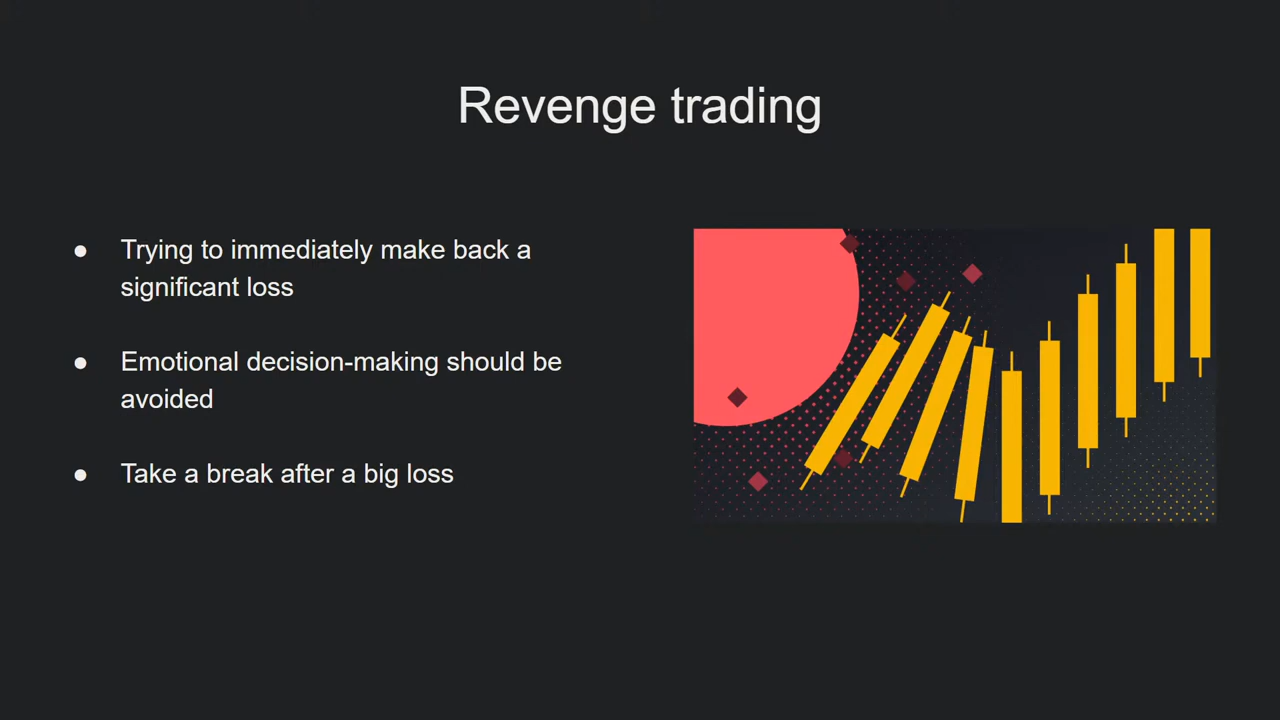 Revenge trading
● Trying to immediately make back a
significant loss
● Emotional decision-making should be
avoided
● Take a break after a big loss